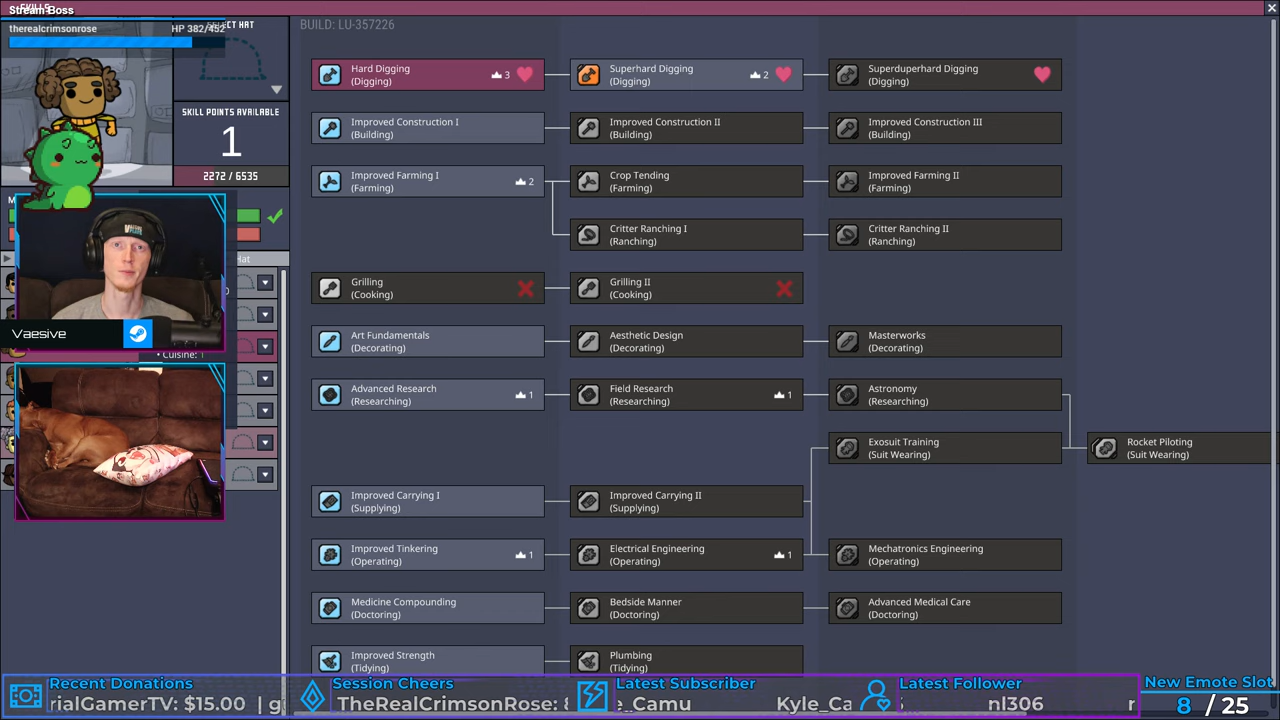 Stream Boss
therealcrimsonrose HP 382/452
SELECT HAT
SKILL POINTS AVAILABLE
1
2272 / 6535
Hat
Vaesive
• Cuisine: 1
BUILD: LU-357226
Hard Digging
(Digging)
3
Superhard Digging
(Digging)
2
Superduperhard Digging
(Digging)
Improved Construction I
(Building)
Improved Construction II
(Building)
Improved Construction III
(Building)
Improved Farming I
(Farming)
2
Crop Tending
(Farming)
Improved Farming II
(Farming)
Critter Ranching I
(Ranching)
Critter Ranching II
(Ranching)
Grilling
(Cooking)
Grilling II
(Cooking)
Art Fundamentals
(Decorating)
Aesthetic Design
(Decorating)
Masterworks
(Decorating)
Advanced Research
(Researching)
1
Field Research
(Researching)
1
Astronomy
(Researching)
Exosuit Training
(Suit Wearing)
Rocket Piloting
(Suit Wearing)
Improved Carrying I
(Supplying)
Improved Carrying II
(Supplying)
Improved Tinkering
(Operating)
1
Electrical Engineering
(Operating)
1
Mechatronics Engineering
(Operating)
Medicine Compounding
(Doctoring)
Bedside Manner
(Doctoring)
Advanced Medical Care
(Doctoring)
Improved Strength
(Tidying)
Plumbing
(Tidying)
Recent Donations
rialGamerTV: $15.00 | g
Session Cheers
TheRealCrimsonRose:
Latest Subscriber
e_Camu Kyle_Ca
Latest Follower
nl306 r
New Emote Slot
8 / 25